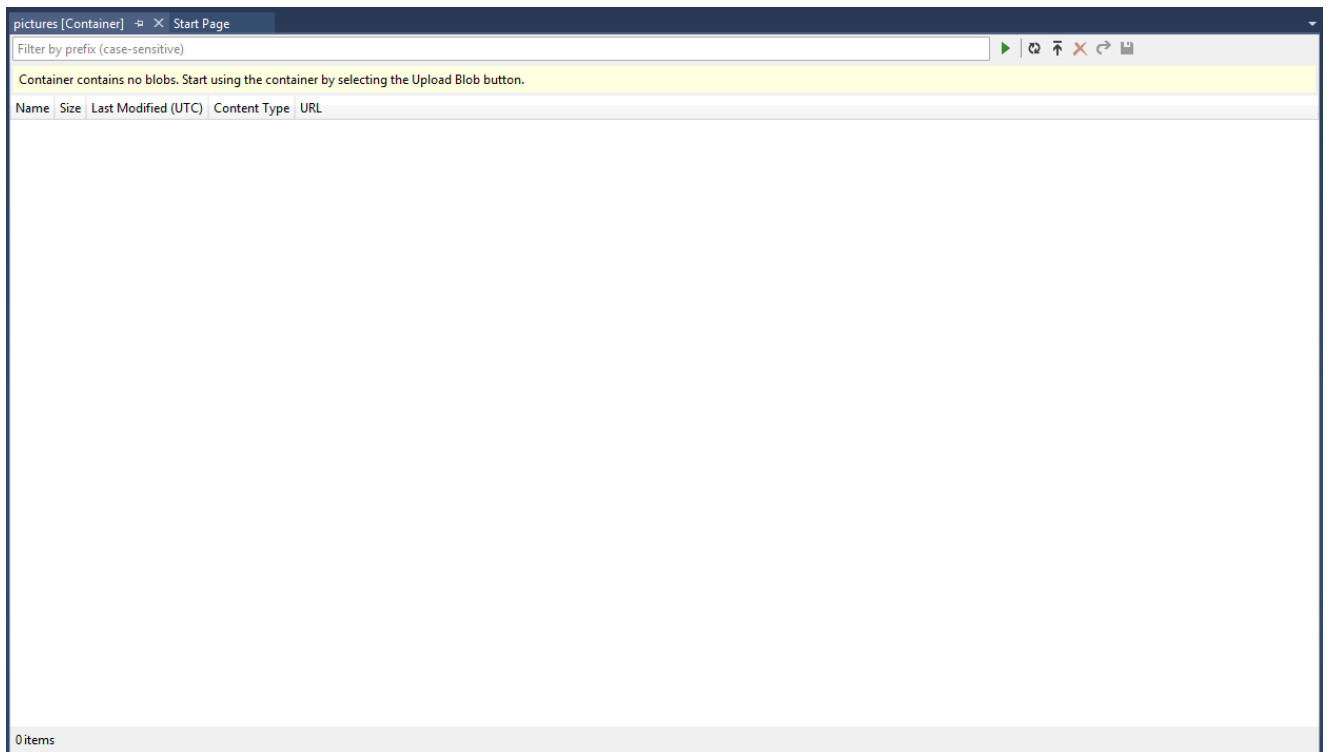 pictures [Container] Start Page
Filter by prefix (case-sensitive)
Container contains no blobs. Start using the container by selecting the Upload Blob button.
Name Size Last Modified (UTC) Content Type URL
0 items